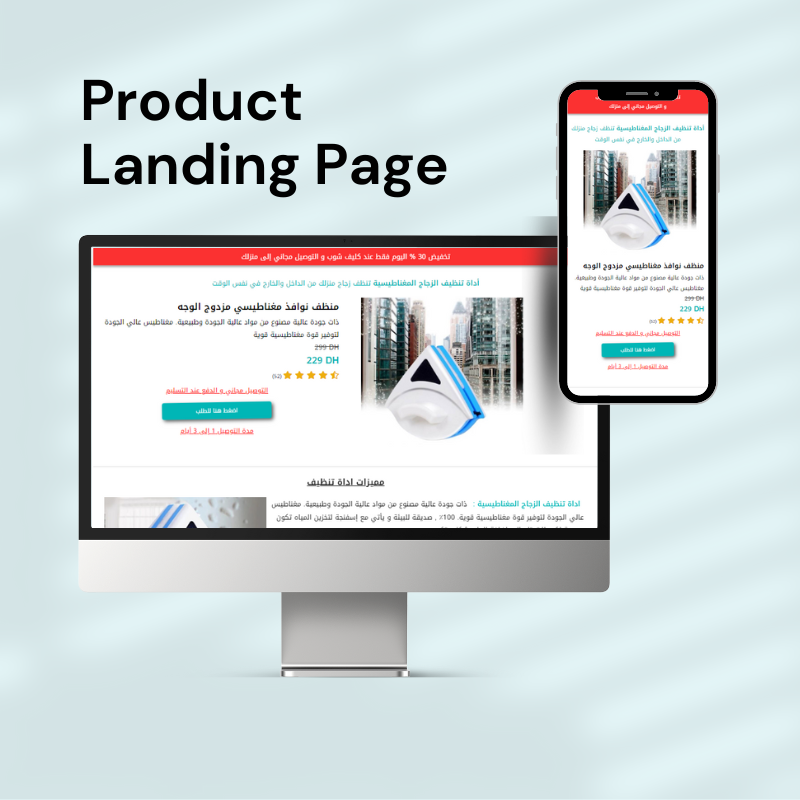 Product
Landing Page
تخفيض 30 % اليوم فقط عند كليف شوب و التوصيل مجاني إلى منزلك
أداة تنظيف الزجاج المغناطيسية تنظف زجاج منزلك من الداخل والخارج في نفس الوقت
منظف نوافذ مغناطيسي مزدوج الوجه
ذات جودة عالية مصنوع من مواد عالية الجودة وطبيعية. مغناطيس عالي الجودة
لتوفير قوة مغناطيسية قوية
299 DH
229 DH
(52)
التوصيل مجاني و الدفع عند التسليم
اضغط هنا للطلب
مدة التوصيل 1 إلى 3 أيام
مميزات اداة تنظيف
اداة تنظيف الزجاج المغناطيسية : ذات جودة عالية مصنوع من مواد عالية الجودة وطبيعية. مغناطيس
عالي الجودة لتوفير قوة مغناطيسية قوية. 100٪ , صديقة للبيئة و يأتي مع إسفنجة لتخزين المياه تكون
و التوصيل مجاني إلى منزلك
أداة تنظيف الزجاج المغناطيسية تنظف زجاج منزلك
من الداخل والخارج في نفس الوقت
منظف نوافذ مغناطيسي مزدوج الوجه
ذات جودة عالية مصنوع من مواد عالية الجودة وطبيعية.
مغناطيس عالي الجودة لتوفير قوة مغناطيسية قوية
299 DH
229 DH
(52)
التوصيل مجاني و الدفع عند التسليم
اضغط هنا للطلب
مدة التوصيل 1 إلى 3 أيام